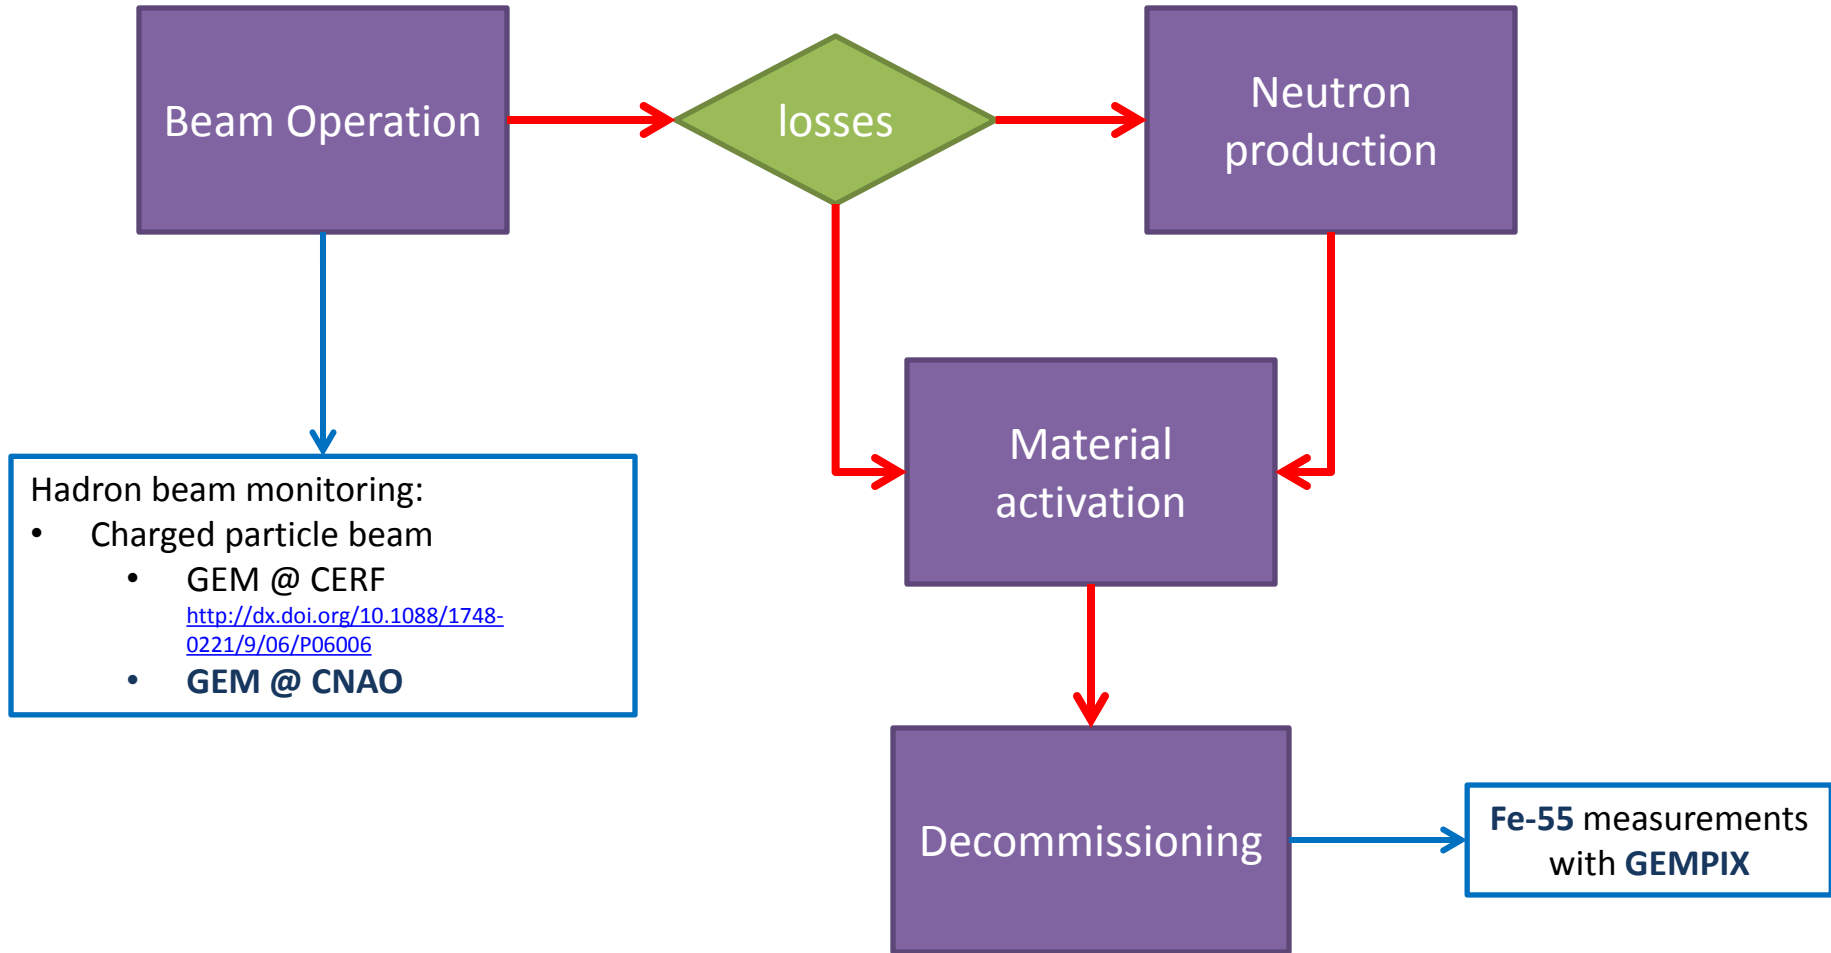 Beam Operation
losses
Neutron
production
Material
activation
Hadron beam monitoring:
• Charged particle beam
• GEM @ CERF
http://dx.doi.org/10.1088/1748-
0221/9/06/P06006
• GEM @ CNAO
Decommissioning
Fe-55 measurements
with GEMPIX